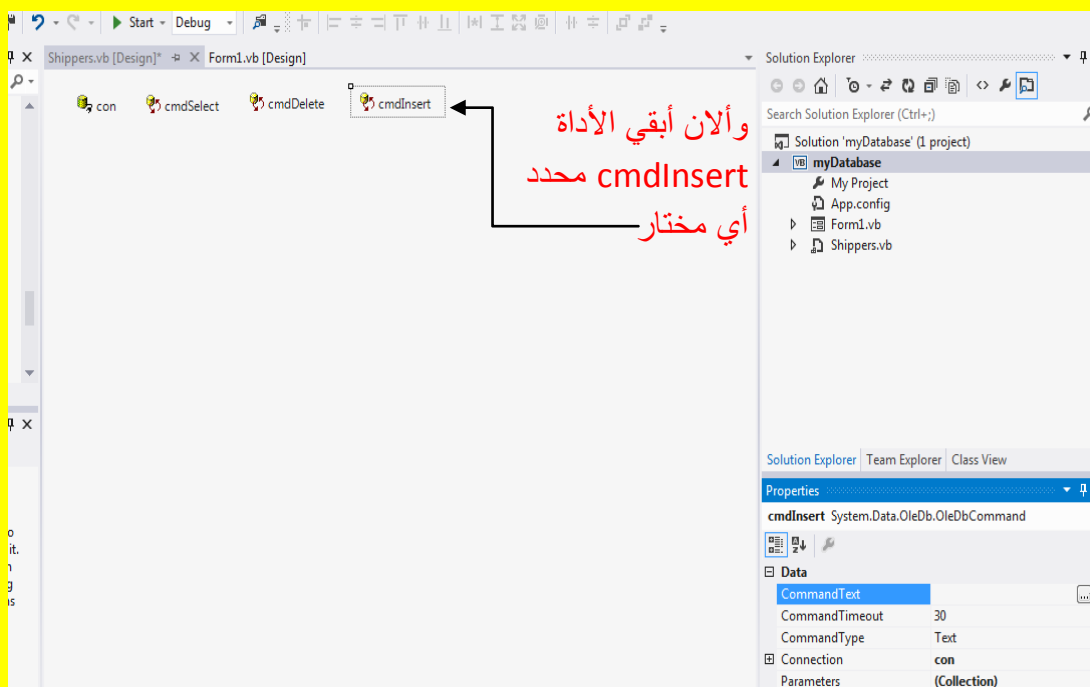 Start
Debug
Shippers.vb [Design]*
Form1.vb [Design]
con
cmdSelect
cmdDelete
cmdInsert
وألان أبقي الأداة
cmdInsert محدد
أي مختار
Solution Explorer
Search Solution Explorer (Ctrl+;)
Solution 'myDatabase' (1 project)
VB myDatabase
My Project
App.config
Form1.vb
Shippers.vb
Solution Explorer Team Explorer Class View
Properties
cmdInsert System.Data.OleDb.OleDbCommand
Data
CommandText
CommandTimeout 30
CommandType Text
Connection con
Parameters (Collection)